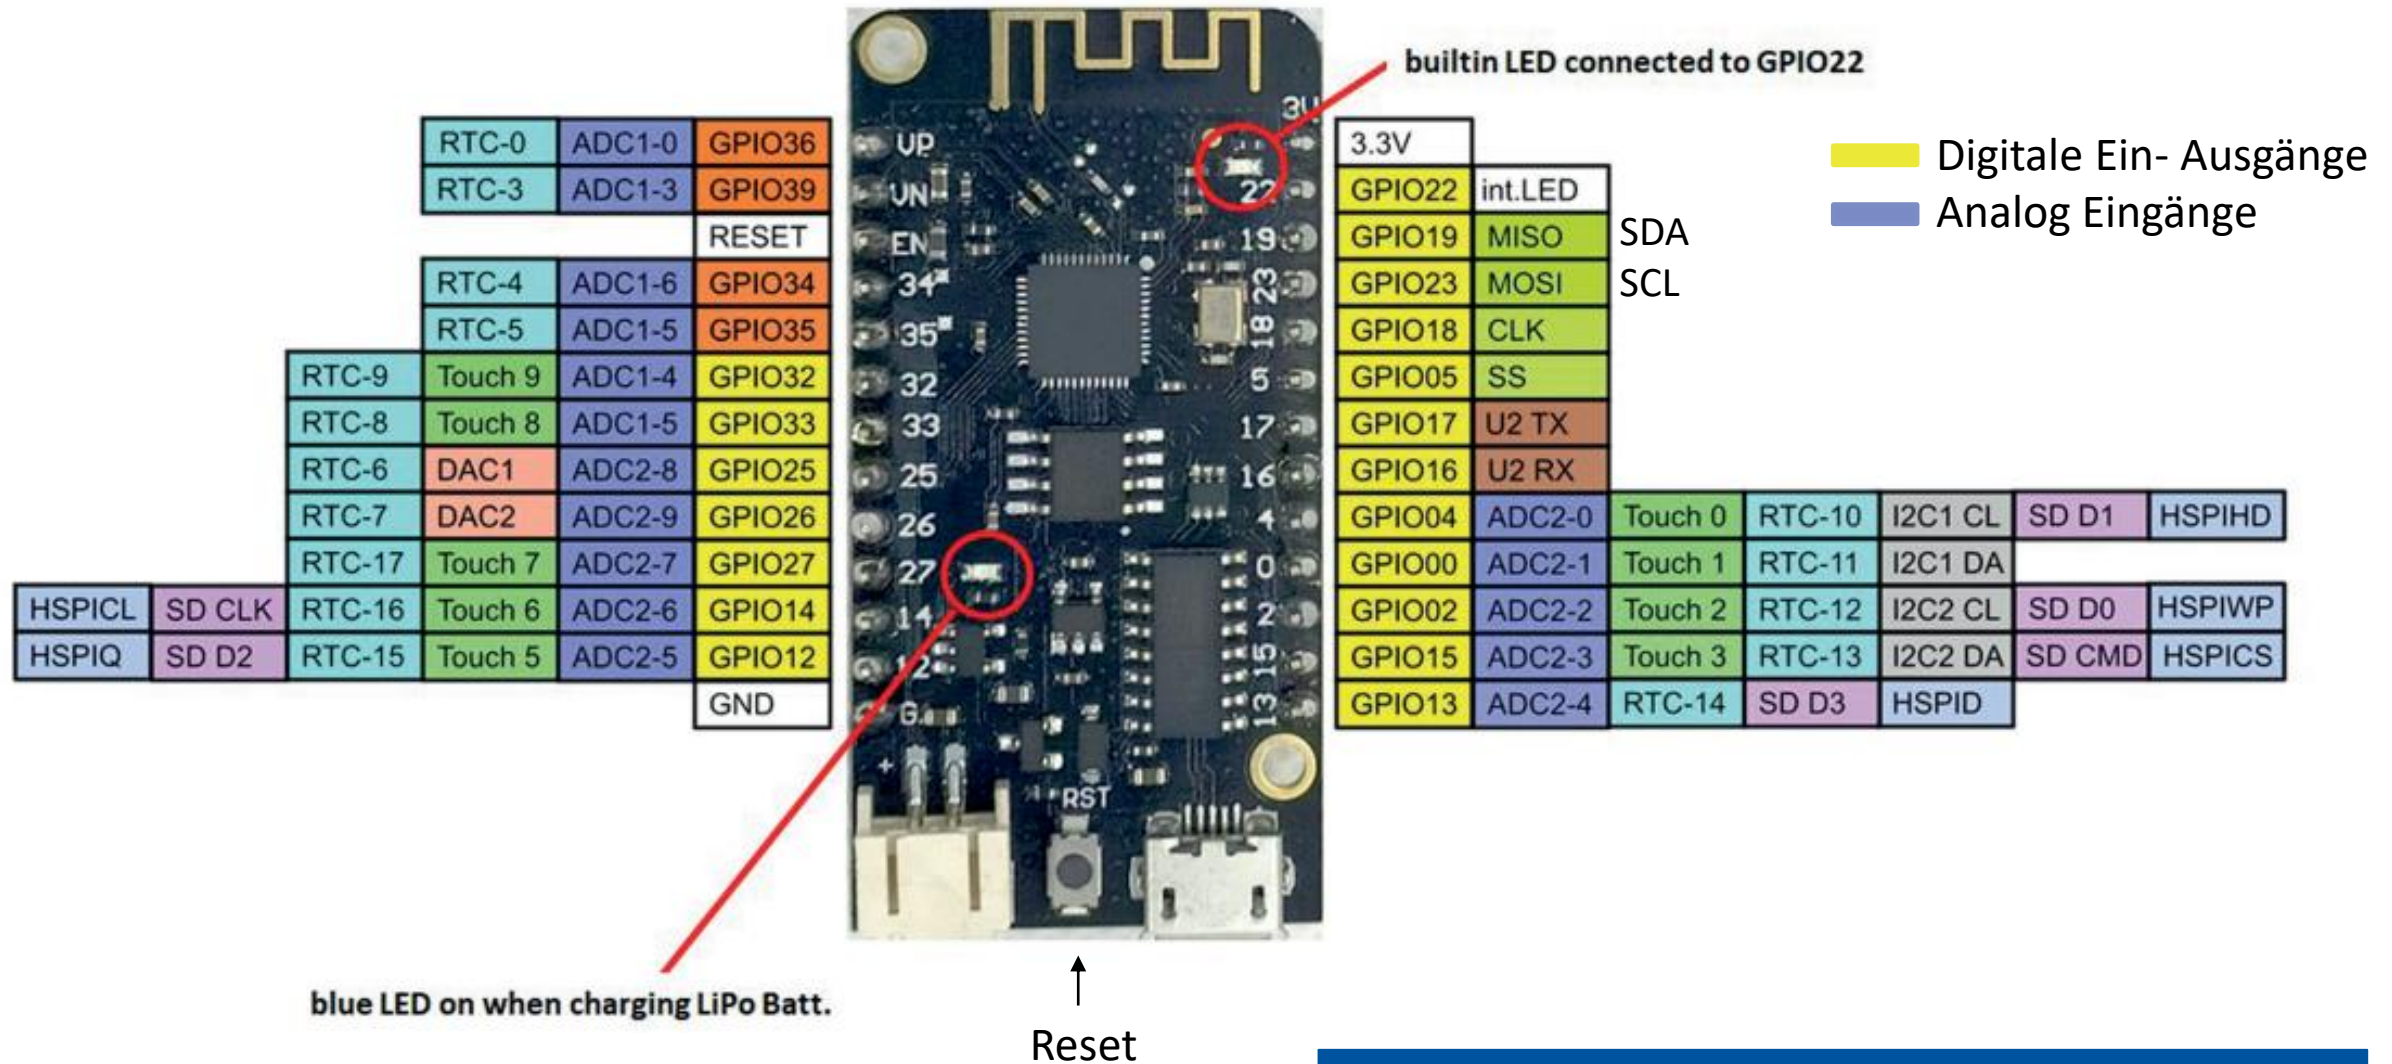 builtin LED connected to GPIO22
RTC-0 ADC1-0 GPIO36
RTC-3 ADC1-3 GPIO39
RESET
RTC-4 ADC1-6 GPIO34
RTC-5 ADC1-5 GPIO35
RTC-9 Touch 9 ADC1-4 GPIO32
RTC-8 Touch 8 ADC1-5 GPIO33
RTC-6 DAC1 ADC2-8 GPIO25
RTC-7 DAC2 ADC2-9 GPIO26
RTC-17 Touch 7 ADC2-7 GPIO27
HSPICL SD CLK RTC-16 Touch 6 ADC2-6 GPIO14
HSPIQ SD D2 RTC-15 Touch 5 ADC2-5 GPIO12
GND
VP
VN
EN
34
35
32
33
25
26
27
14
12
G
+
RST
22
19
23
18
5
17
16
4
0
2
15
13
3.3V
GPIO22 int.LED
GPIO19 MISO SDA
GPIO23 MOSI SCL
GPIO18 CLK
GPIO05 SS
GPIO17 U2 TX
GPIO16 U2 RX
GPIO04 ADC2-0 Touch 0 RTC-10 I2C1 CL SD D1 HSPIHD
GPIO00 ADC2-1 Touch 1 RTC-11 I2C1 DA
GPIO02 ADC2-2 Touch 2 RTC-12 I2C2 CL SD D0 HSPIWP
GPIO15 ADC2-3 Touch 3 RTC-13 I2C2 DA SD CMD HSPICS
GPIO13 ADC2-4 RTC-14 SD D3 HSPID
Digitale Ein- Ausgänge
Analog Eingänge
blue LED on when charging LiPo Batt.
Reset